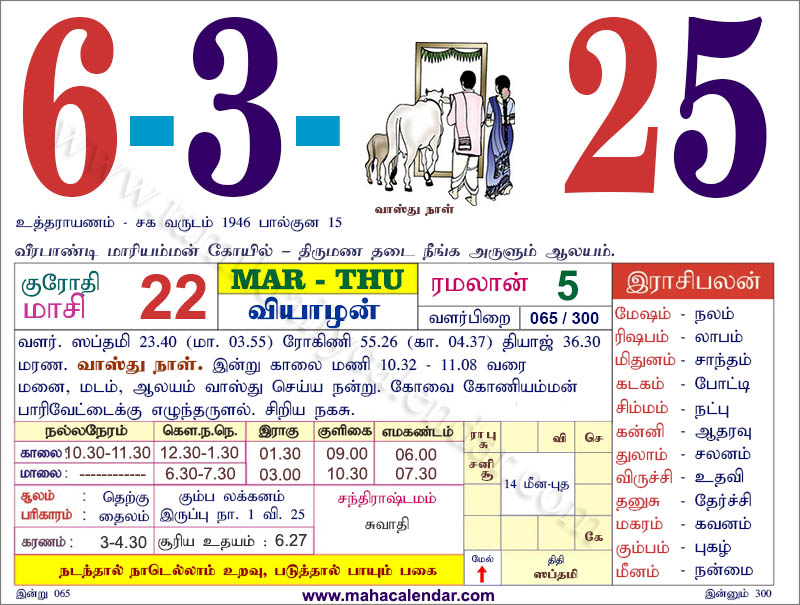 6-3- 25
வாஸ்து நாள்
உத்தராயணம் - சக வருடம் 1946 பால்குன 15
வீரபாண்டி மாரியம்மன் கோயில் – திருமண தடை நீங்க அருளும் ஆலயம்.
குரோதி
மாசி 22
MAR - THU
வியாழன்
ரமலான் 5
வளர்பிறை 065 / 300
வளர். ஸப்தமி 23.40 (மா. 03.55) ரோகிணி 55.26 (கா. 04.37) தியாஜ் 36.30
மரண. வாஸ்து நாள். இன்று காலை மணி 10.32 - 11.08 வரை
மனை, மடம், ஆலயம் வாஸ்து செய்ய நன்று. கோவை கோணியம்மன்
பாரிவேட்டைக்கு எழுந்தருளல். சிறிய நகசு.
இராசிபலன்
மேஷம் - நலம்
ரிஷபம் - லாபம்
மிதுனம் - சாந்தம்
கடகம் - போட்டி
சிம்மம் - நட்பு
கன்னி - ஆதரவு
துலாம் - சலனம்
விருச்சி - உதவி
தனுசு - தேர்ச்சி
மகரம் - கவனம்
கும்பம் - புகழ்
மீனம் - நன்மை
நல்லநேரம் கௌ.ந.நெ. இராகு குளிகை எமகண்டம்
காலை: 10.30-11.30 12.30-1.30 01.30 09.00 06.00
மாலை: ------------ 6.30-7.30 03.00 10.30 07.30
சூலம் : தெற்கு
பரிகாரம் : தைலம்
கும்ப லக்கனம்
இருப்பு நா. 1 வி. 25
சந்திராஷ்டமம்
சுவாதி
கரணம் : 3-4.30
சூரிய உதயம் : 6.27
ரா பு
சு
வி
செ
சனி
சூ
14 மீன-புத
கே
நடந்தால் நாடெல்லாம் உறவு, படுத்தால் பாயும் பகை
மேல்
↑
திதி
ஸப்தமி
இன்று 065
www.mahacalendar.com
இன்னும் 300